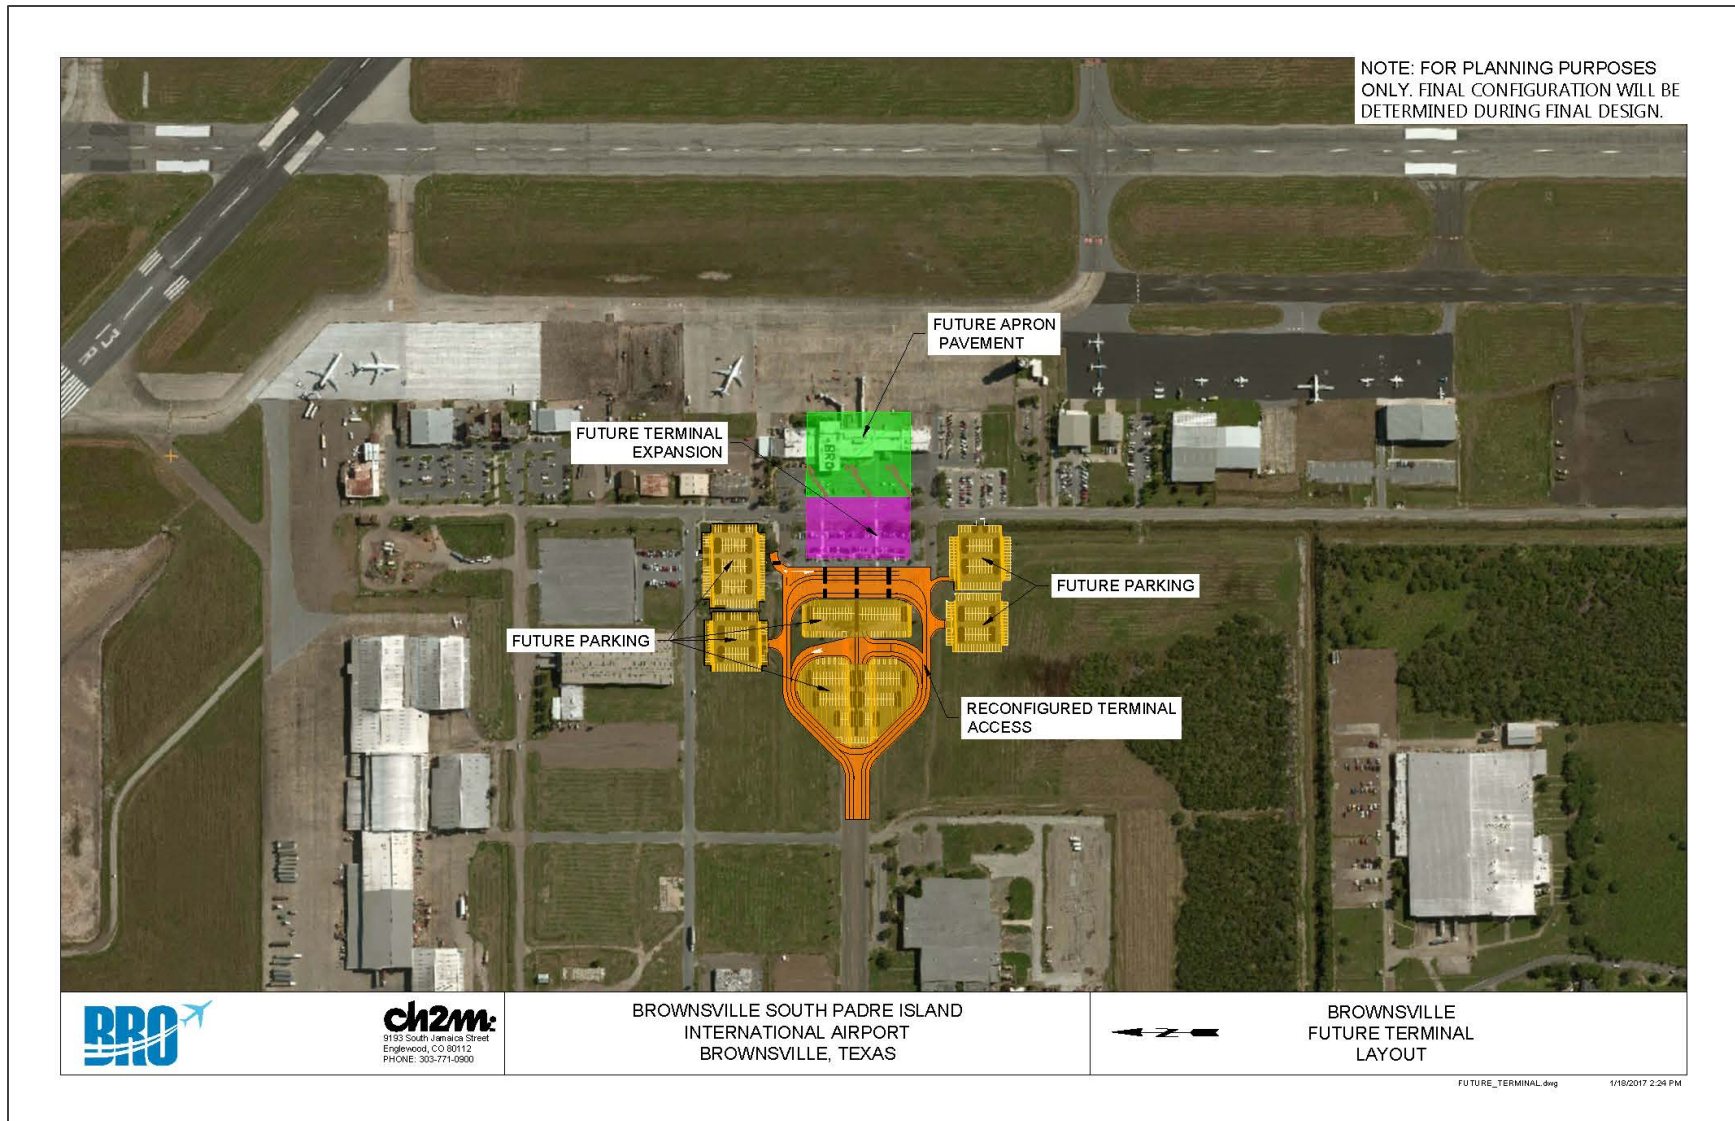 NOTE: FOR PLANNING PURPOSES
ONLY. FINAL CONFIGURATION WILL BE
DETERMINED DURING FINAL DESIGN.
FUTURE APRON
PAVEMENT
FUTURE TERMINAL
EXPANSION
BRO
FUTURE PARKING
FUTURE PARKING
RECONFIGURED TERMINAL
ACCESS
BRO
ch2m:
9193 South Jamaica Street
Englewood, CO 80112
PHONE: 303-771-0900
BROWNSVILLE SOUTH PADRE ISLAND
INTERNATIONAL AIRPORT
BROWNSVILLE, TEXAS
N
BROWNSVILLE
FUTURE TERMINAL
LAYOUT
FUTURE_TERMINAL.dwg
1/18/2017 2:24 PM